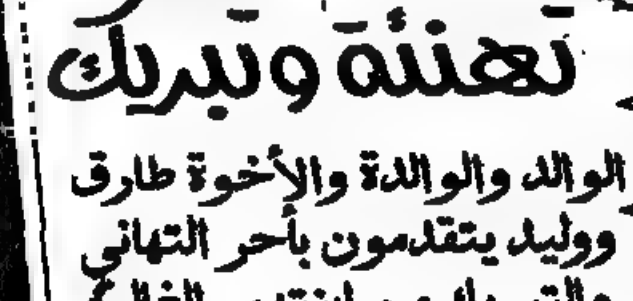 تهنئة وتبريك
الوالد والوالدة والأخوة طارق
ووليد يتقدمون بأحر التهاني